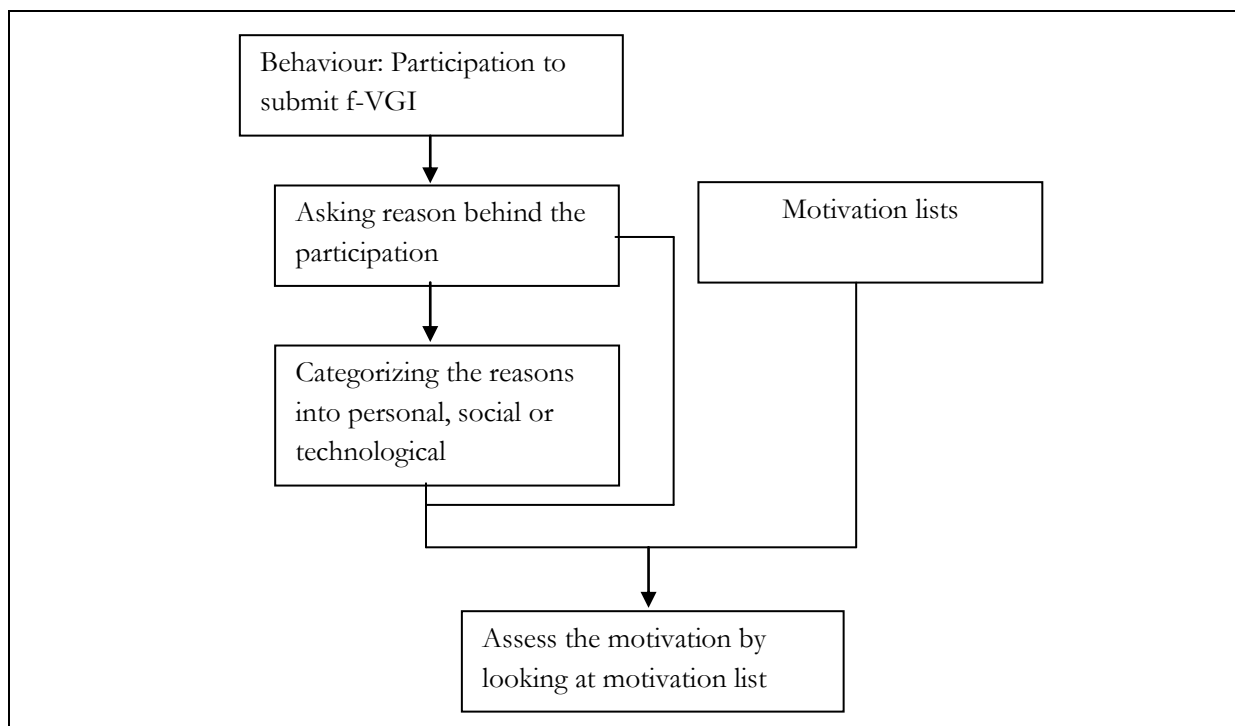 Behaviour: Participation to
submit f-VGI
Asking reason behind the
participation
Motivation lists
Categorizing the reasons
into personal, social or
technological
Assess the motivation by
looking at motivation list